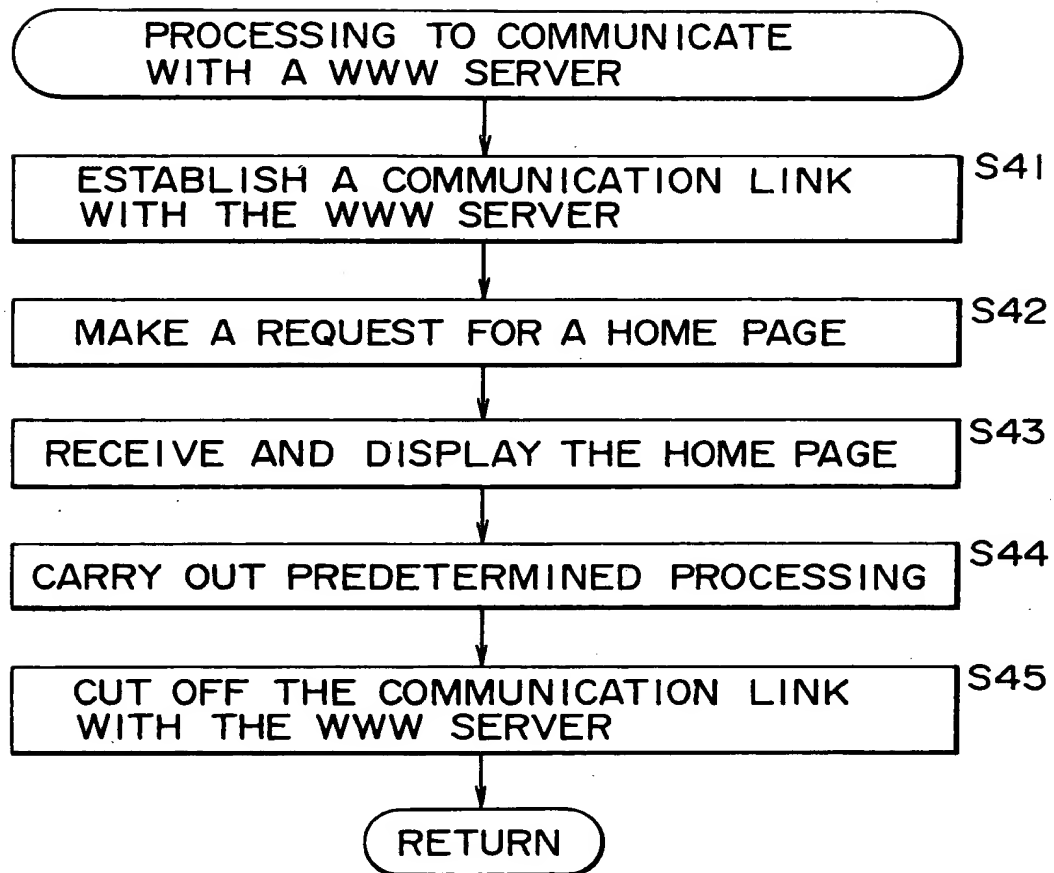 PROCESSING TO COMMUNICATE
WITH A WWW SERVER
S41
ESTABLISH A COMMUNICATION LINK
WITH THE WWW SERVER
S42
MAKE A REQUEST FOR A HOME PAGE
S43
RECEIVE AND DISPLAY THE HOME PAGE
S44
CARRY OUT PREDETERMINED PROCESSING
S45
CUT OFF THE COMMUNICATION LINK
WITH THE WWW SERVER
RETURN